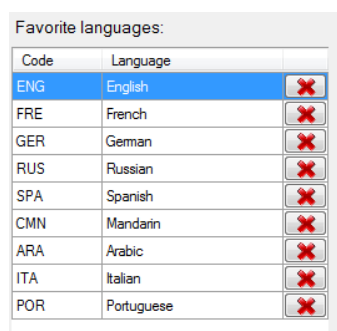 Favorite languages:
Code Language
ENG English
FRE French
GER German
RUS Russian
SPA Spanish
CMN Mandarin
ARA Arabic
ITA Italian
POR Portuguese